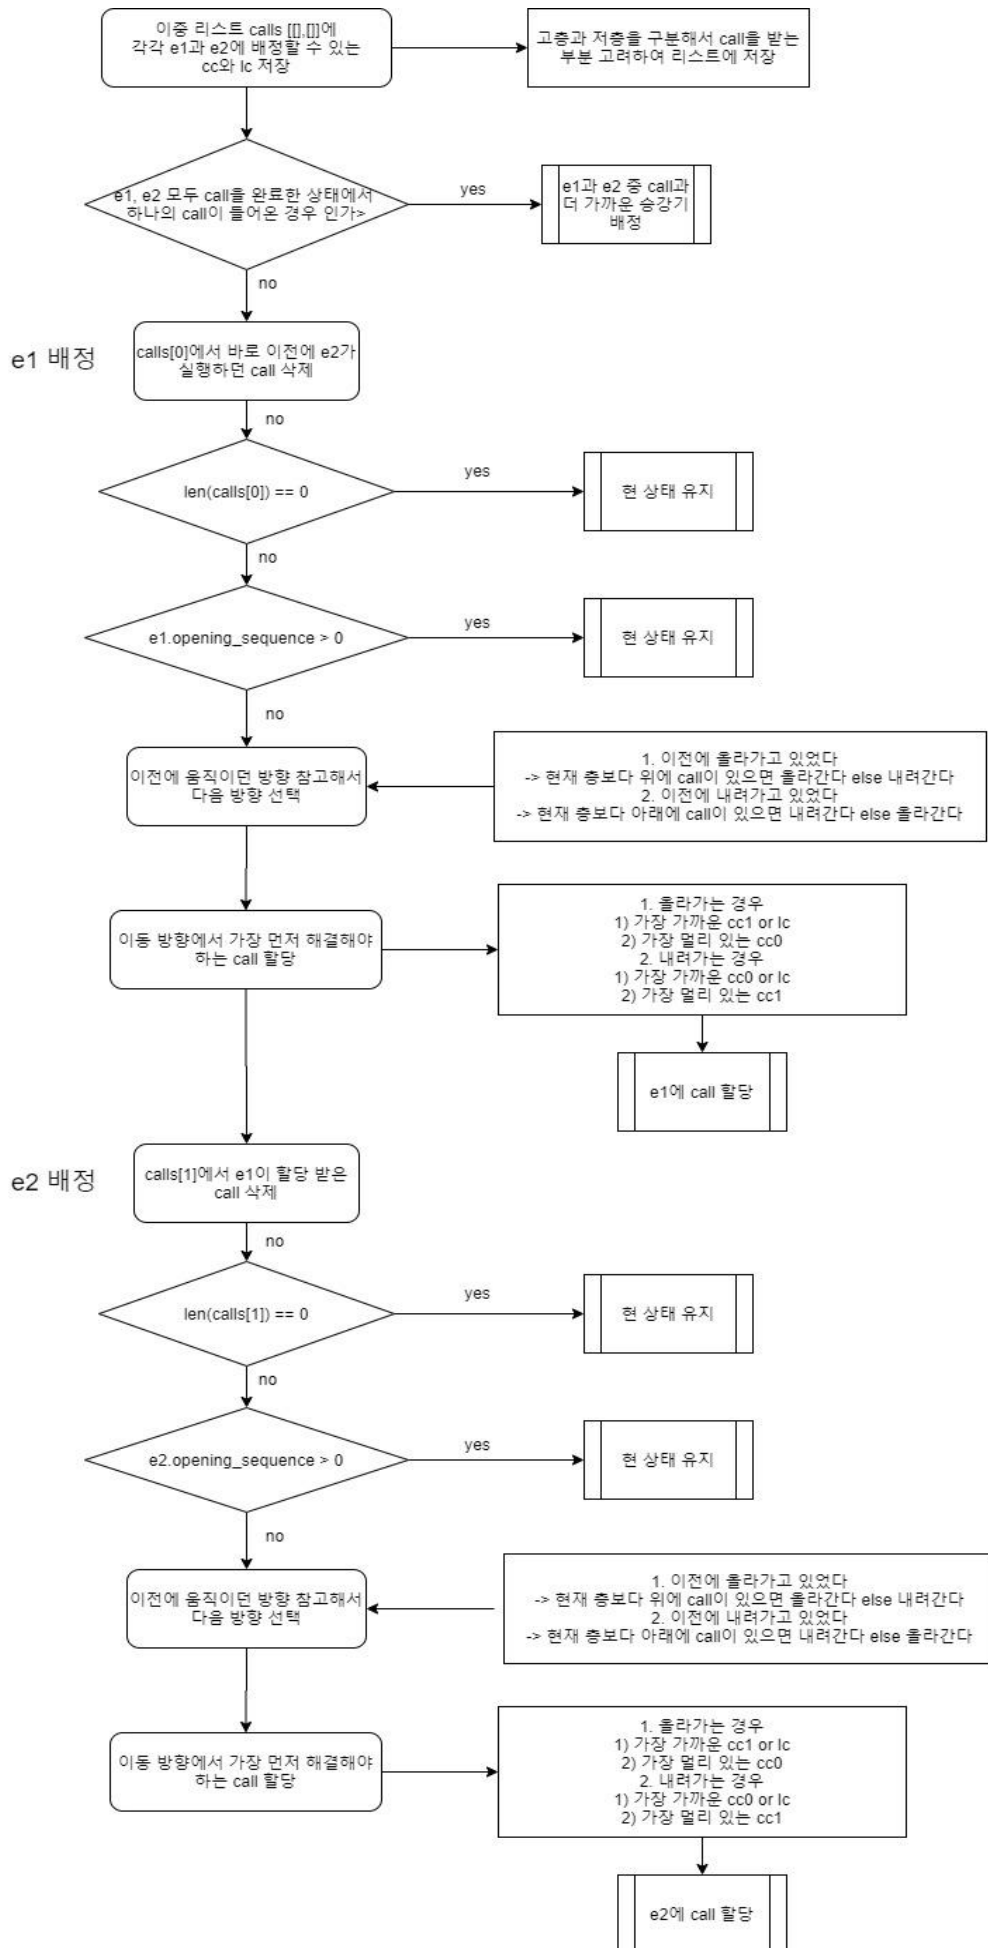 이중 리스트 calls [[],[]]에
각각 e1과 e2에 배정할 수 있는
cc와 lc 저장
고층과 저층을 구분해서 call을 받는
부분 고려하여 리스트에 저장
e1, e2 모두 call을 완료한 상태에서
하나의 call이 들어온 경우 인가>
yes
e1과 e2 중 call과
더 가까운 승강기
배정
no
e1 배정
calls[0]에서 바로 이전에 e2가
실행하던 call 삭제
no
len(calls[0]) == 0
yes
현 상태 유지
no
e1.opening_sequence > 0
yes
현 상태 유지
no
이전에 움직이던 방향 참고해서
다음 방향 선택
1. 이전에 올라가고 있었다
-> 현재 층보다 위에 call이 있으면 올라간다 else 내려간다
2. 이전에 내려가고 있었다
-> 현재 층보다 아래에 call이 있으면 내려간다 else 올라간다
이동 방향에서 가장 먼저 해결해야
하는 call 할당
1. 올라가는 경우
1) 가장 가까운 cc1 or lc
2) 가장 멀리 있는 cc0
2. 내려가는 경우
1) 가장 가까운 cc0 or lc
2) 가장 멀리 있는 cc1
e1에 call 할당
e2 배정
calls[1]에서 e1이 할당 받은
call 삭제
no
len(calls[1]) == 0
yes
현 상태 유지
no
e2.opening_sequence > 0
yes
현 상태 유지
no
이전에 움직이던 방향 참고해서
다음 방향 선택
1. 이전에 올라가고 있었다
-> 현재 층보다 위에 call이 있으면 올라간다 else 내려간다
2. 이전에 내려가고 있었다
-> 현재 층보다 아래에 call이 있으면 내려간다 else 올라간다
이동 방향에서 가장 먼저 해결해야
하는 call 할당
1. 올라가는 경우
1) 가장 가까운 cc1 or lc
2) 가장 멀리 있는 cc0
2. 내려가는 경우
1) 가장 가까운 cc0 or lc
2) 가장 멀리 있는 cc1
e2에 call 할당